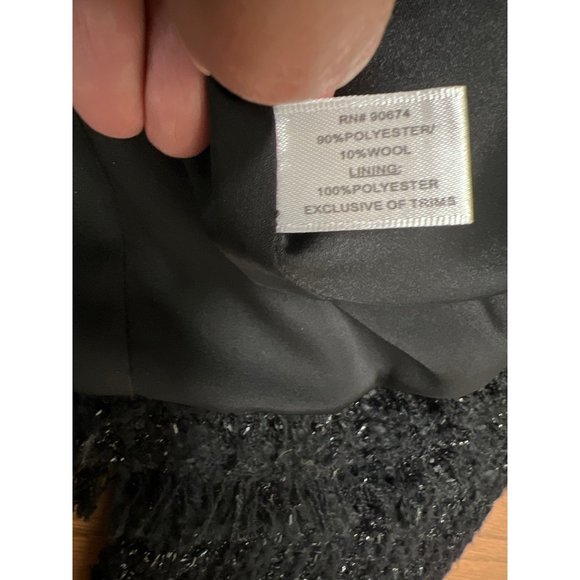 RN# 90674
90%POLYESTER/
10%WOOL
LINING:
100%POLYESTER
EXCLUSIVE OF TRIMS